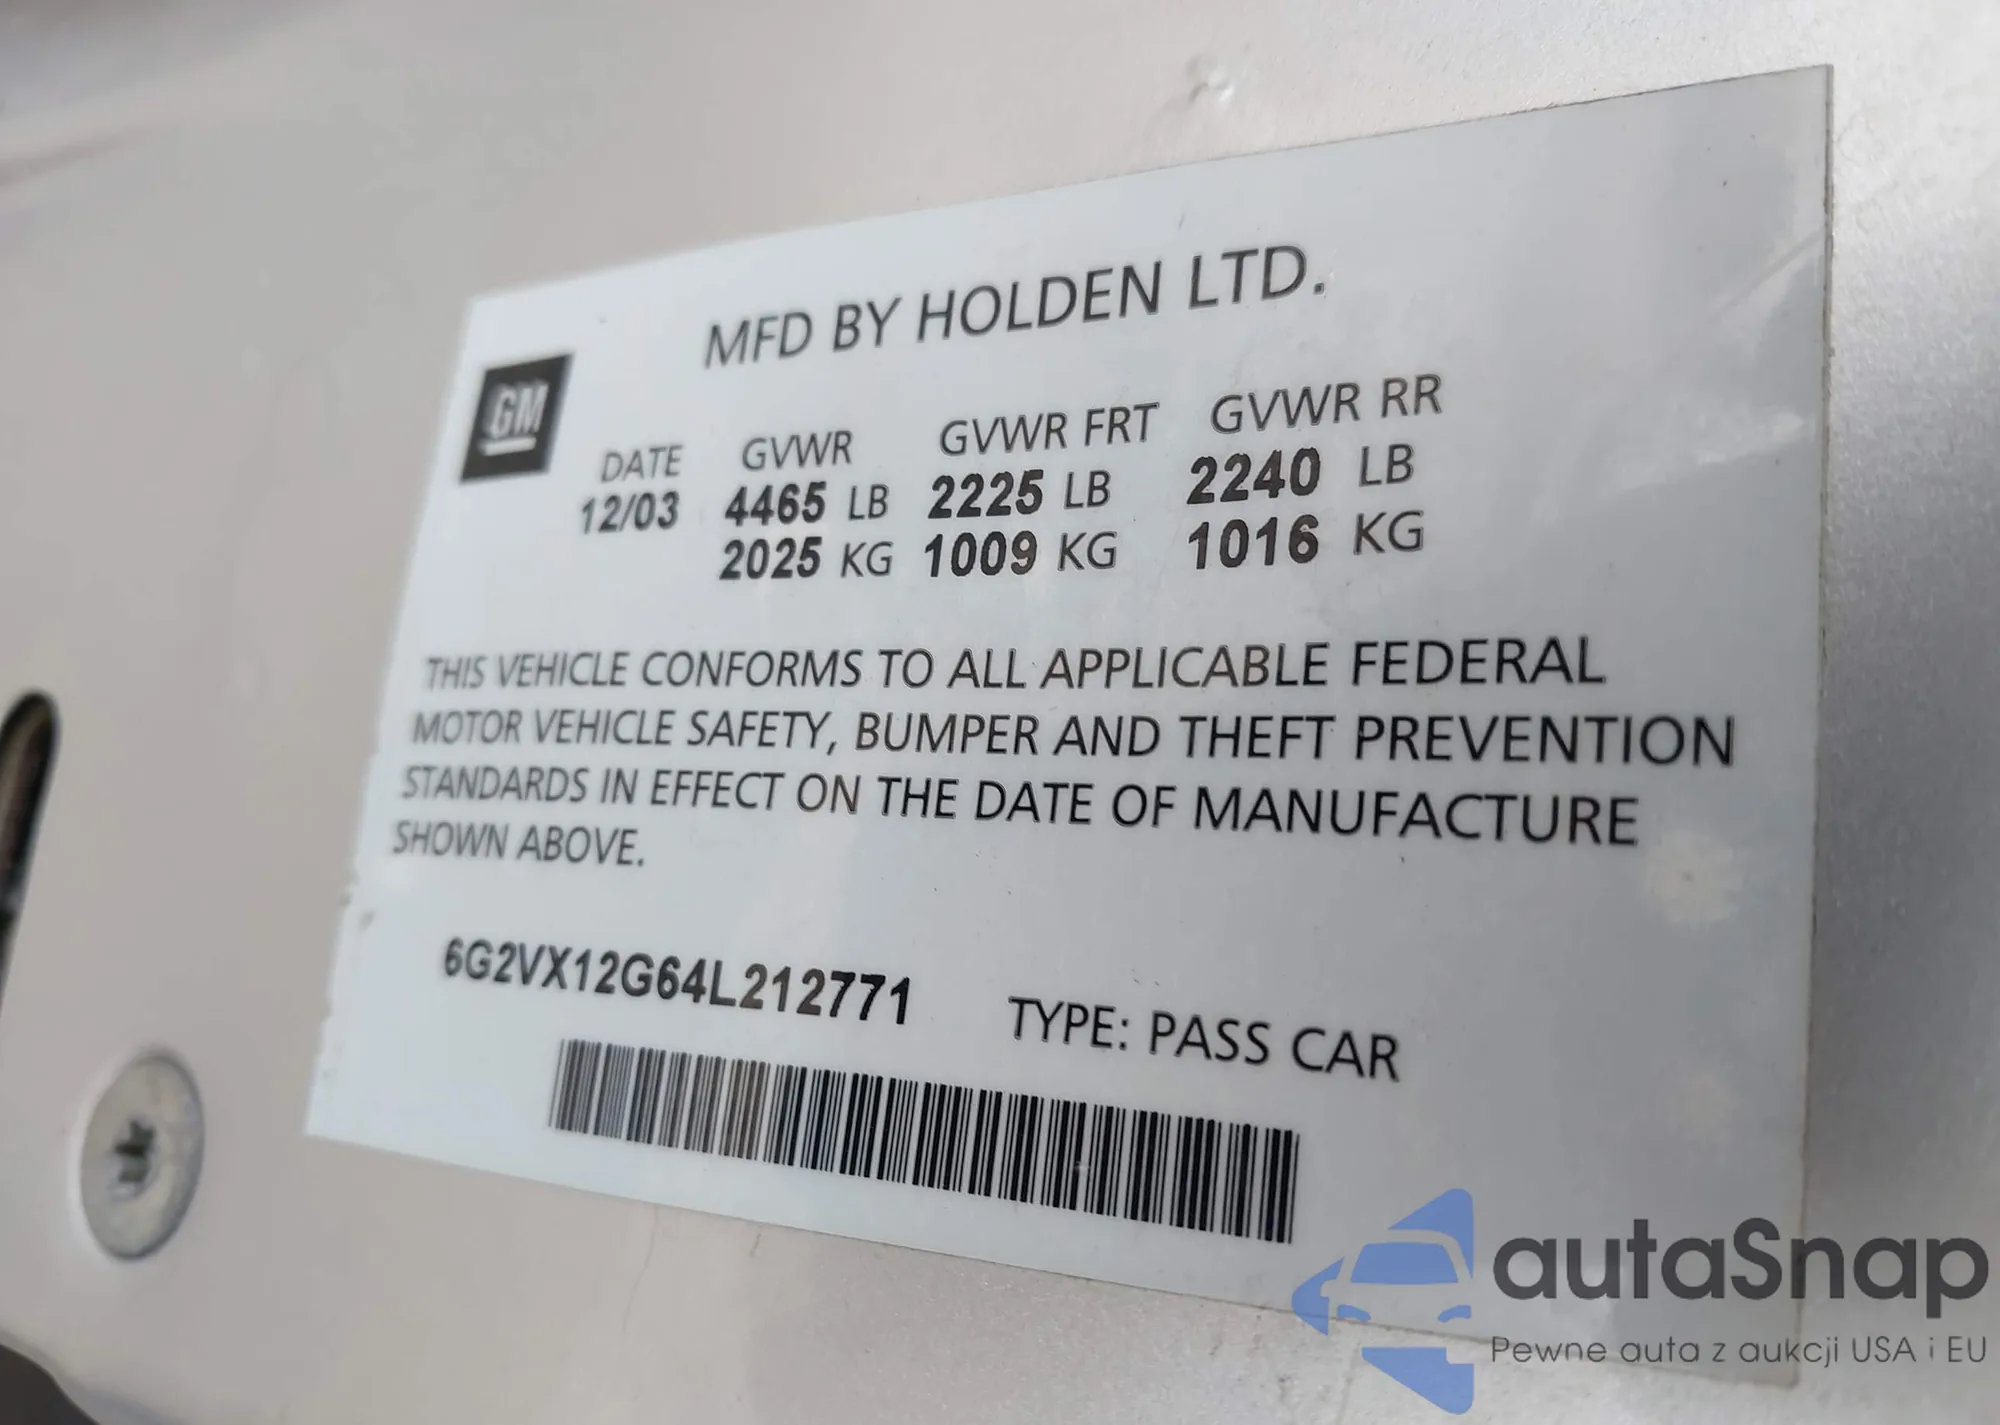 MFD BY HOLDEN LTD.
GM
DATE GVWR GVWR FRT GVWR RR
12/03 4465 LB 2225 LB 2240 LB
2025 KG 1009 KG 1016 KG
THIS VEHICLE CONFORMS TO ALL APPLICABLE FEDERAL
MOTOR VEHICLE SAFETY, BUMPER AND THEFT PREVENTION
STANDARDS IN EFFECT ON THE DATE OF MANUFACTURE
SHOWN ABOVE.
6G2VX12G64L212771
TYPE: PASS CAR
autaSnap
Pewne auta z aukcji USA i EU